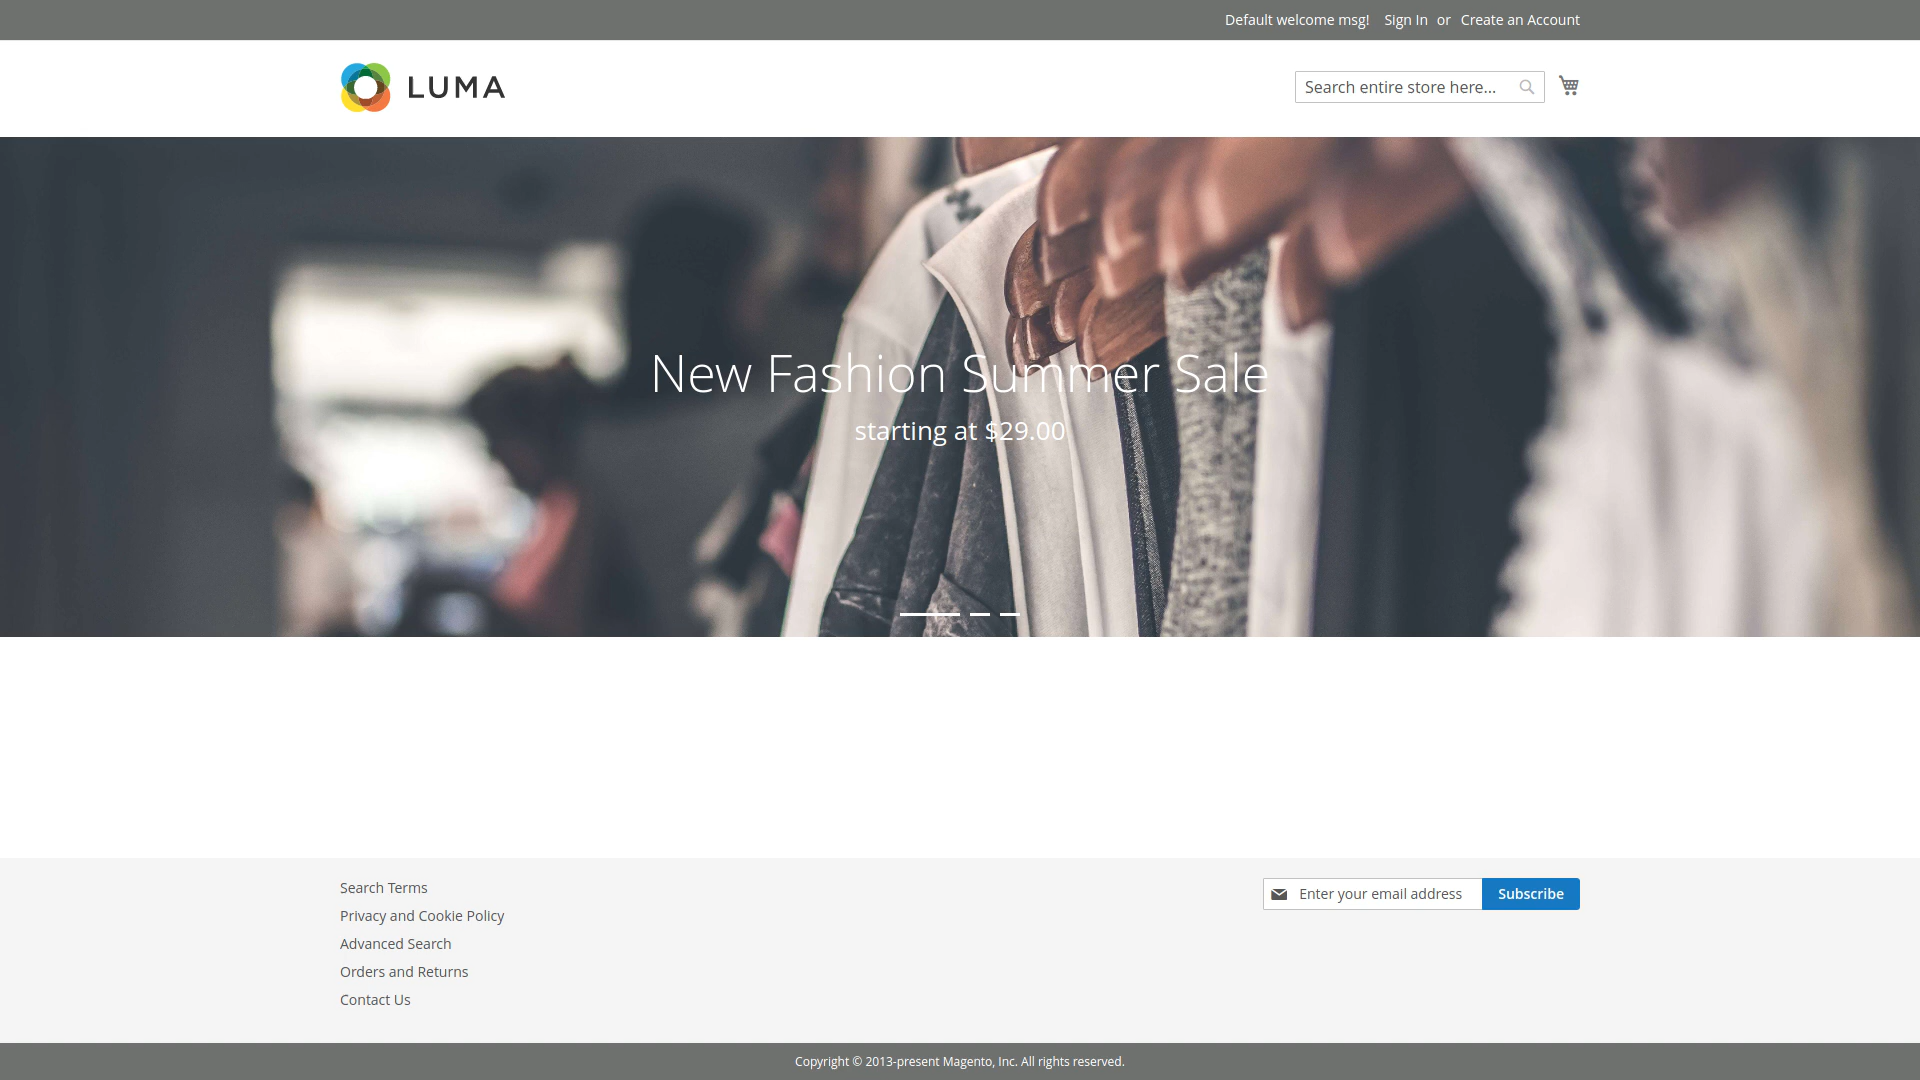 Default welcome msg! Sign In or Create an Account
LUMA
Search entire store here...
New Fashion Summer Sale
starting at $29.00
Search Terms
Privacy and Cookie Policy
Advanced Search
Orders and Returns
Contact Us
Enter your email address
Subscribe
Copyright © 2013-present Magento, Inc. All rights reserved.